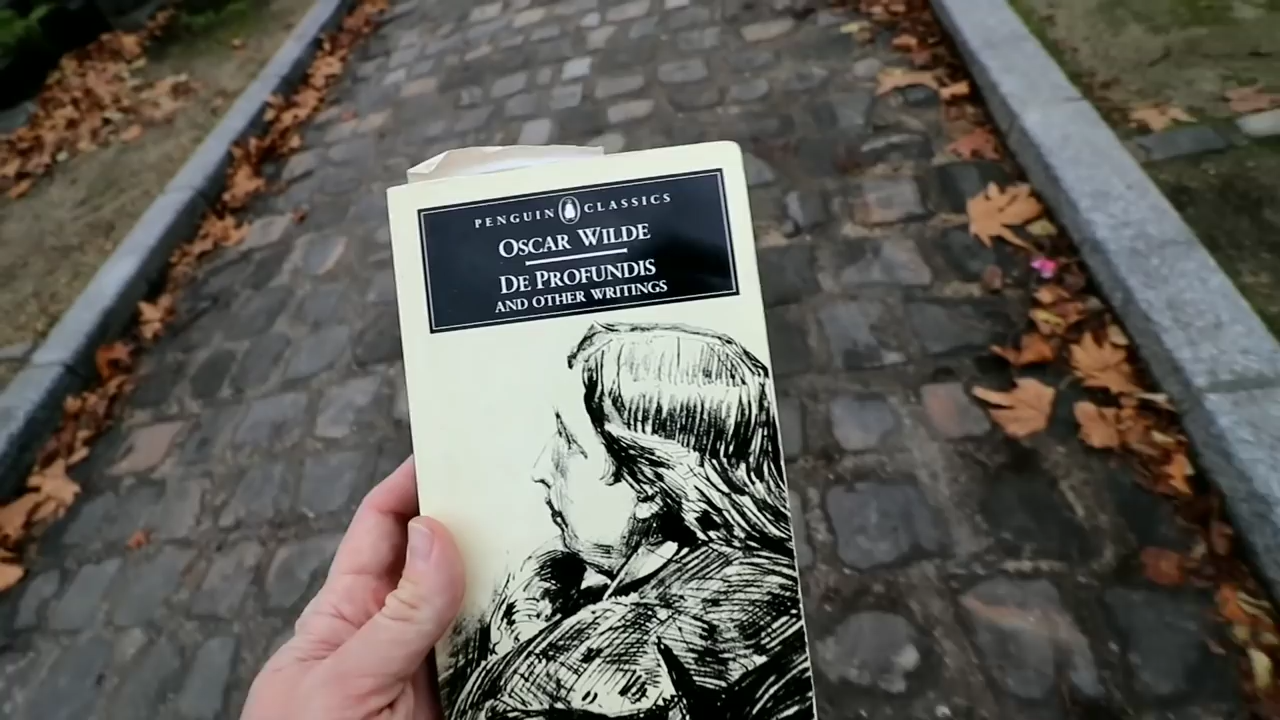 PENGUIN CLASSICS
OSCAR WILDE
DE PROFUNDIS
AND OTHER WRITINGS